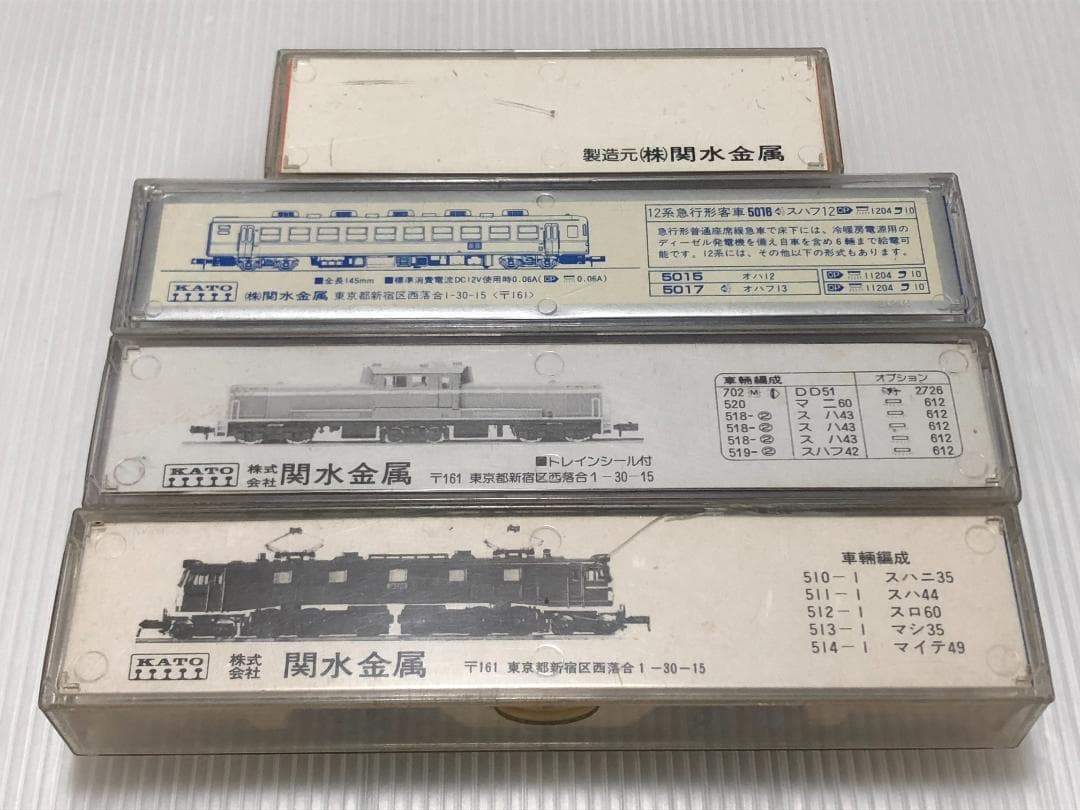 製造元(株)関水金属
12系急行形客車 5016 スハフ12 1204 10
急行形普通座席緩急車で床下には、冷暖房電源用の
ディーゼル発電機を備え自車を含め6輛まで給電可
能です。12系には、その他以下の形式もあります。
■全長145mm ■標準消費電流DC12V使用時0.06A( 0.06A)
5015 オハ12 11204 10
5017 オハフ13 11204 10
KATO
(株)関水金属 東京都新宿区西落合1-30-15〈〒161〉
車輛編成 オプション
702 M DD51 2726
520 マニ60 612
518-② スハ43 612
518-② スハ43 612
518-② スハ43 612
519-② スハフ42 612
■トレインシール付
KATO 株式会社 関水金属 〒161 東京都新宿区西落合1-30-15
車輛編成
510-1 スハニ35
511-1 スハ44
512-1 スロ60
513-1 マシ35
514-1 マイテ49
KATO 株式会社 関水金属 〒161 東京都新宿区西落合1-30-15